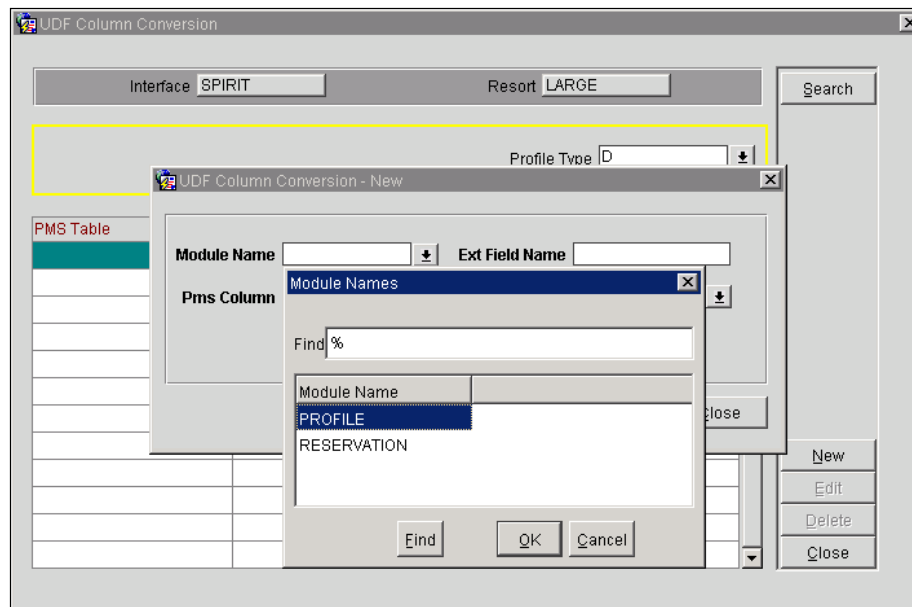 UDF Column Conversion
Interface SPIRIT Resort LARGE
Search
Profile Type D
UDF Column Conversion - New
PMS Table
Module Name Ext Field Name
Pms Column
Module Names
Find %
Module Name
PROFILE
RESERVATION
Find OK Cancel
Close
New
Edit
Delete
Close